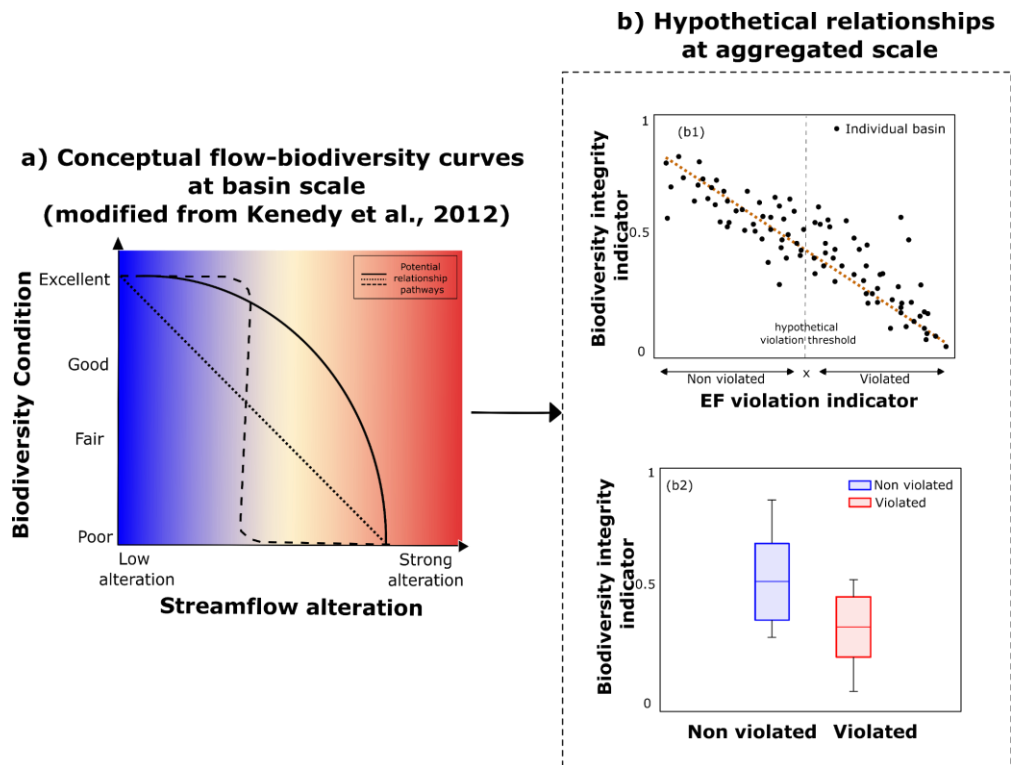 a) Conceptual flow-biodiversity curves
at basin scale
(modified from Kenedy et al., 2012)
Biodiversity Condition
Excellent
Good
Fair
Poor
Potential
relationship
pathways
Low
alteration
Strong
alteration
Streamflow alteration
b) Hypothetical relationships
at aggregated scale
Biodiversity integrity
indicator
1
0.5
0
(b1)
Individual basin
hypothetical
violation threshold
Non violated
x
Violated
EF violation indicator
Biodiversity integrity
indicator
1
0.5
0
(b2)
Non violated
Violated
Non violated
Violated